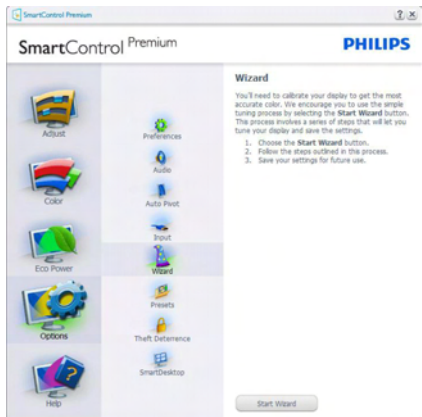 SmartControl Premium
SmartControl Premium
PHILIPS
Adjust
Color
Eco Power
Options
Help
Preferences
Audio
Auto Pivot
Input
Wizard
Presets
Theft Deterrence
SmartDesktop
Wizard
You'll need to calibrate your display to get the most
accurate color. We encourage you to use the simple
tuning process by selecting the Start Wizard button.
This process involves a series of steps that will let you
tune your display and save the settings.
1. Choose the Start Wizard button.
2. Follow the steps outlined in this process.
3. Save your settings for future use.
Start Wizard